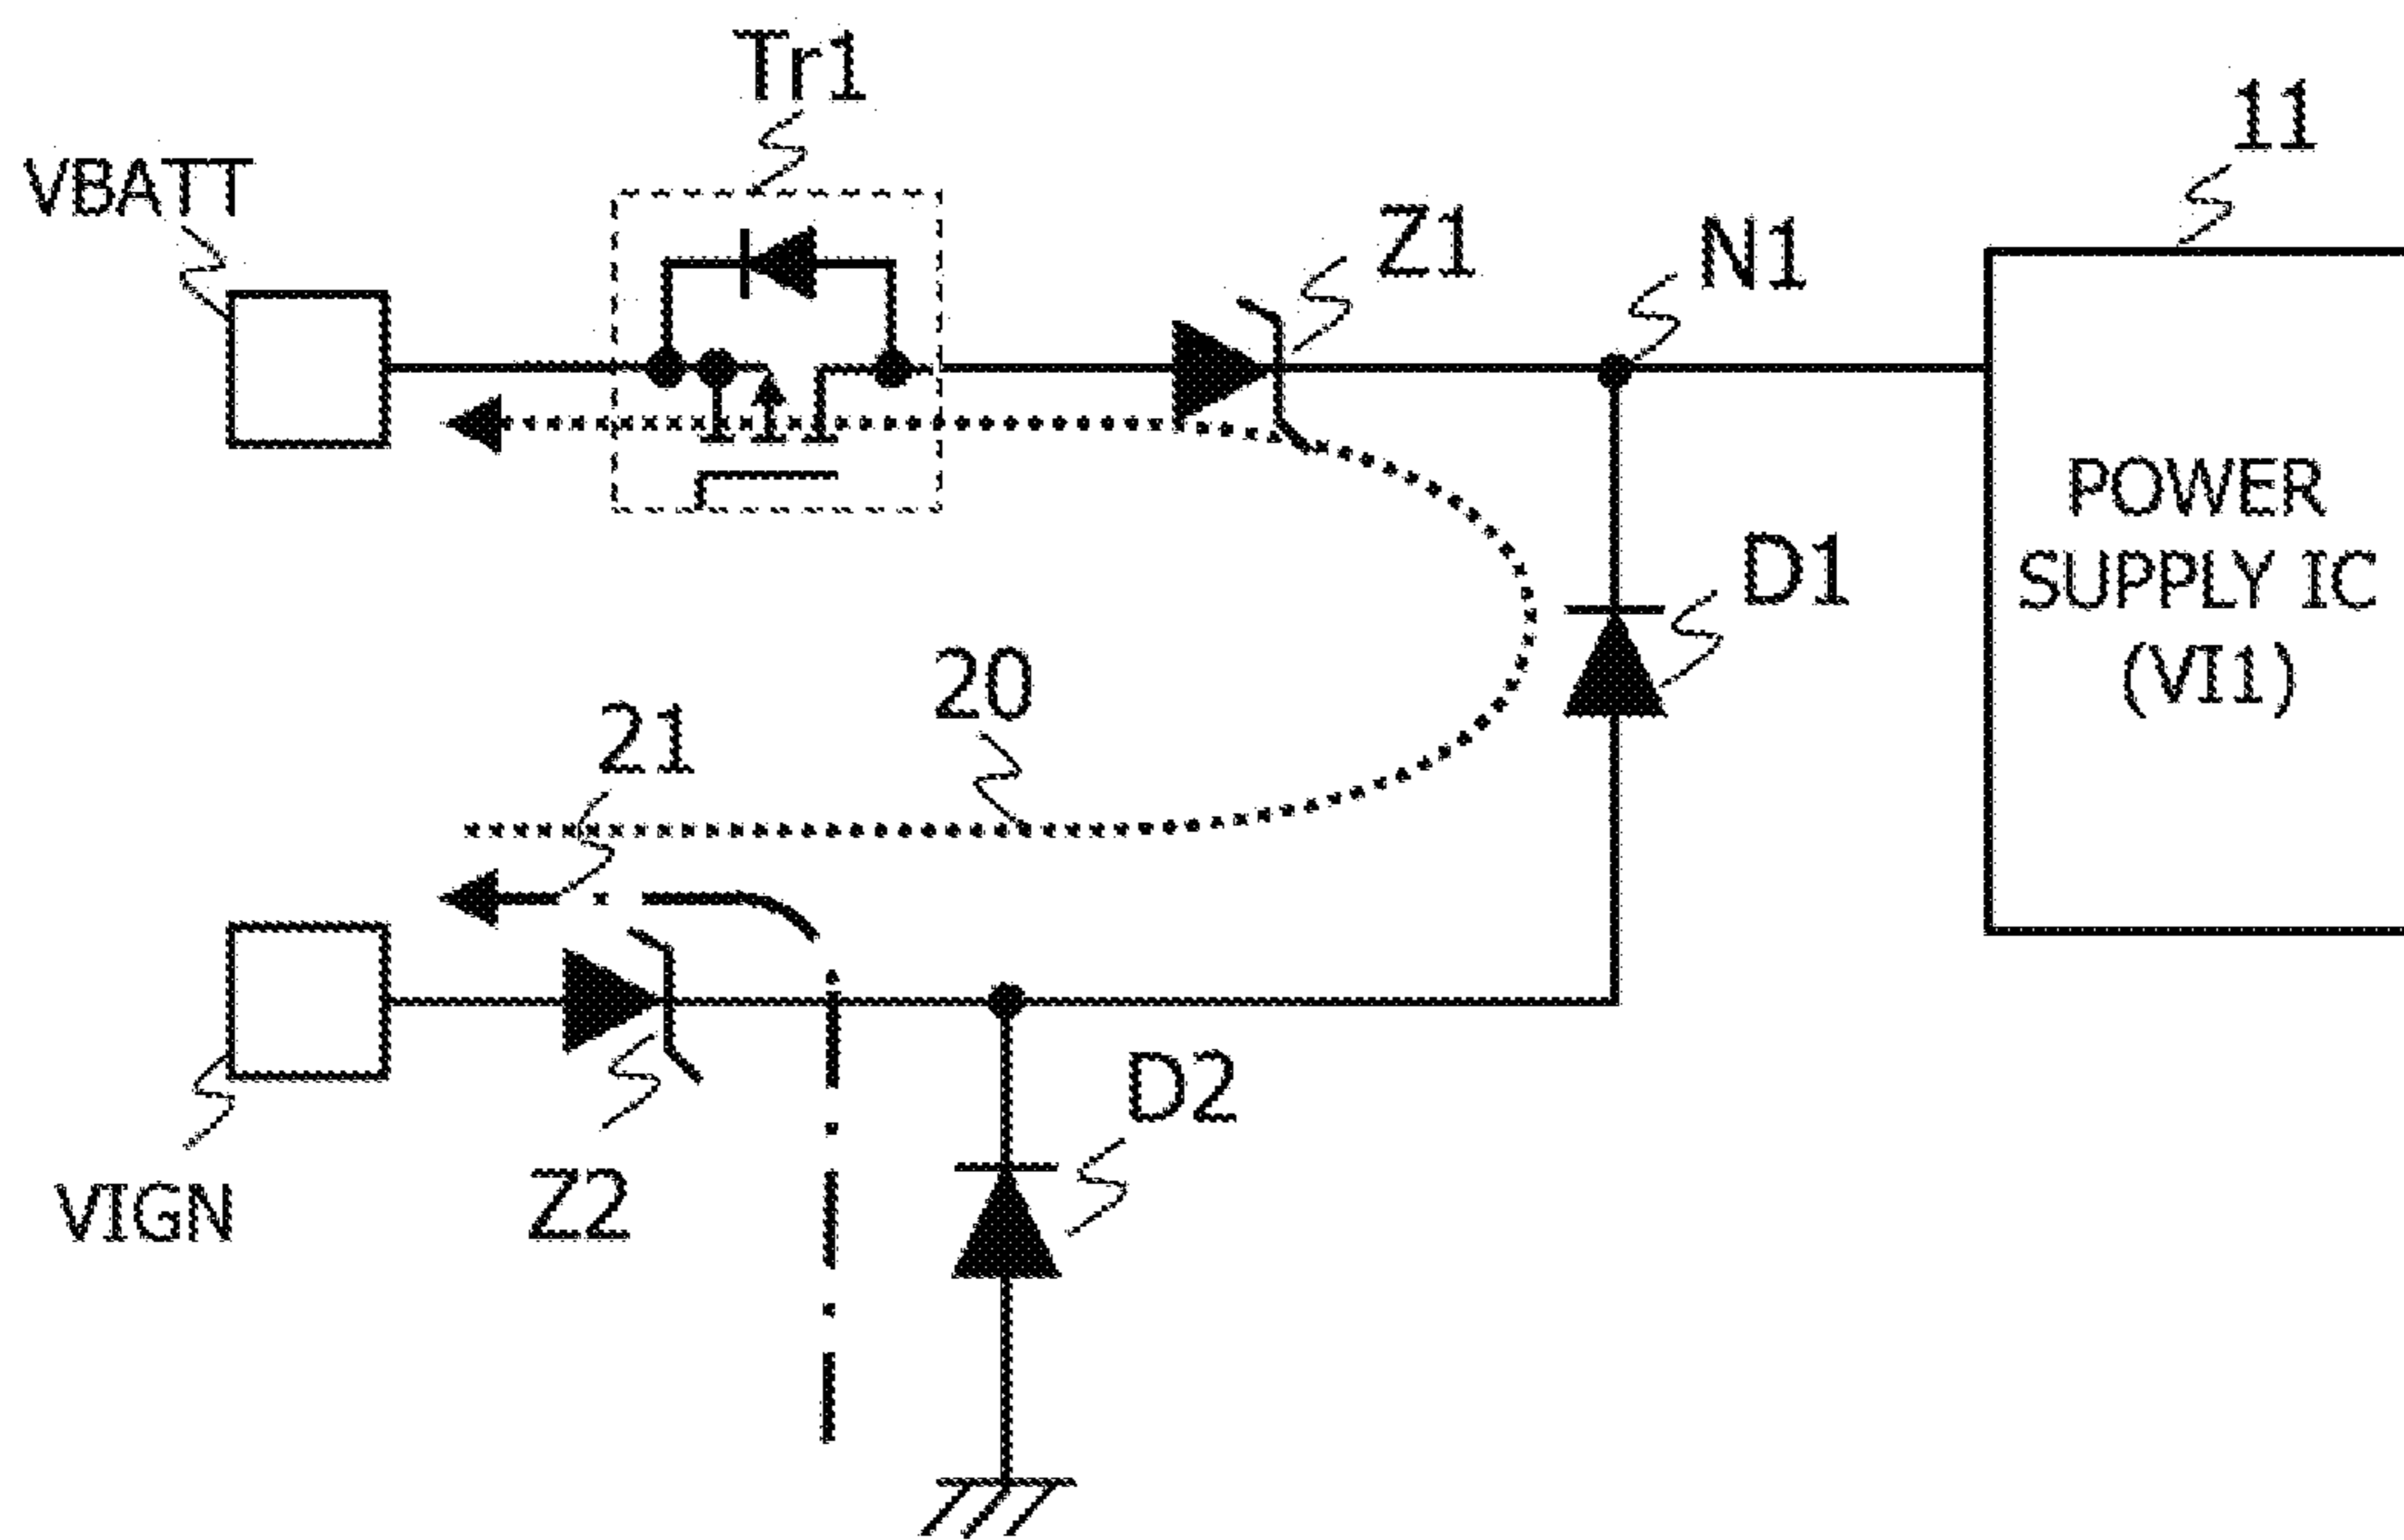 Tr1
11
VBATT
Z1
N1
POWER
SUPPLY IC
(VI1)
D1
20
21
D2
Z2
VIGN